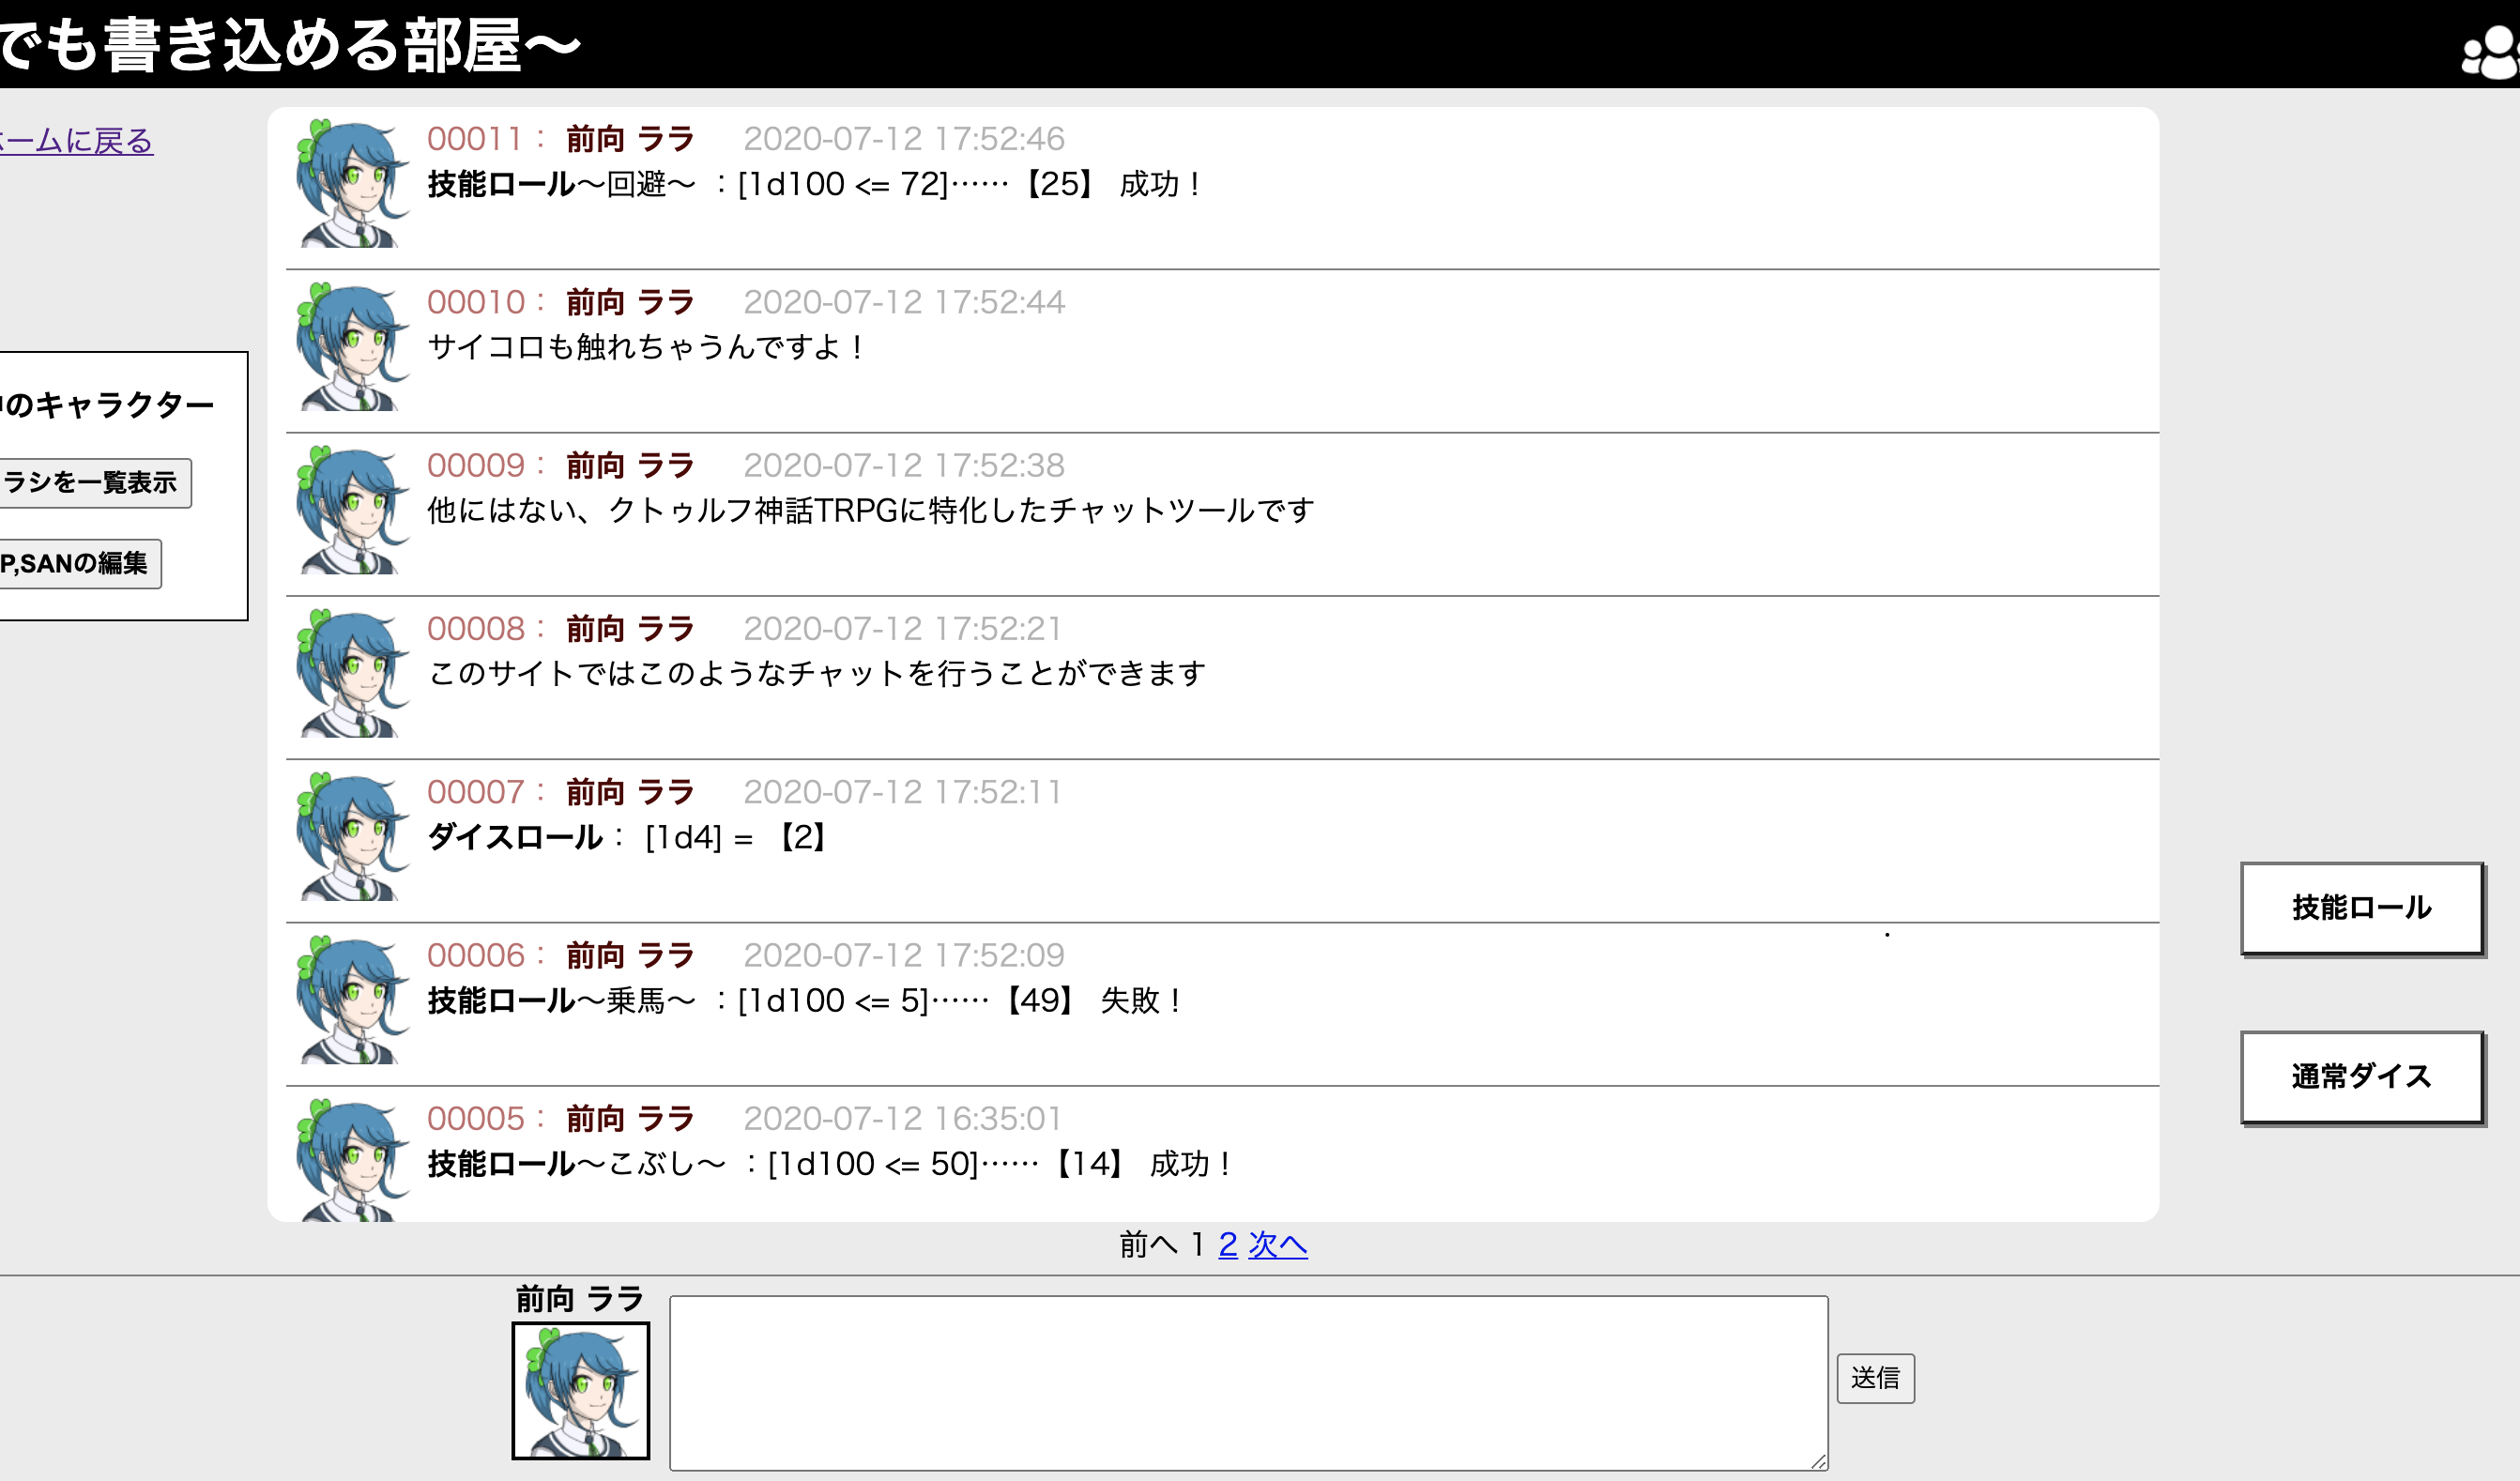 でも書き込める部屋～
ホームに戻る
のキャラクター
ラシを一覧表示
P,SANの編集
00011： 前向 ララ 2020-07-12 17:52:46
技能ロール～回避～ ：[1d100 <= 72]……【25】 成功！
00010： 前向 ララ 2020-07-12 17:52:44
サイコロも触れちゃうんですよ！
00009： 前向 ララ 2020-07-12 17:52:38
他にはない、クトゥルフ神話TRPGに特化したチャットツールです
00008： 前向 ララ 2020-07-12 17:52:21
このサイトではこのようなチャットを行うことができます
00007： 前向 ララ 2020-07-12 17:52:11
ダイスロール： [1d4] = 【2】
00006： 前向 ララ 2020-07-12 17:52:09
技能ロール～乗馬～ ：[1d100 <= 5]……【49】 失敗！
00005： 前向 ララ 2020-07-12 16:35:01
技能ロール～こぶし～ ：[1d100 <= 50]……【14】 成功！
技能ロール
通常ダイス
前へ 1 2 次へ
前向 ララ
送信